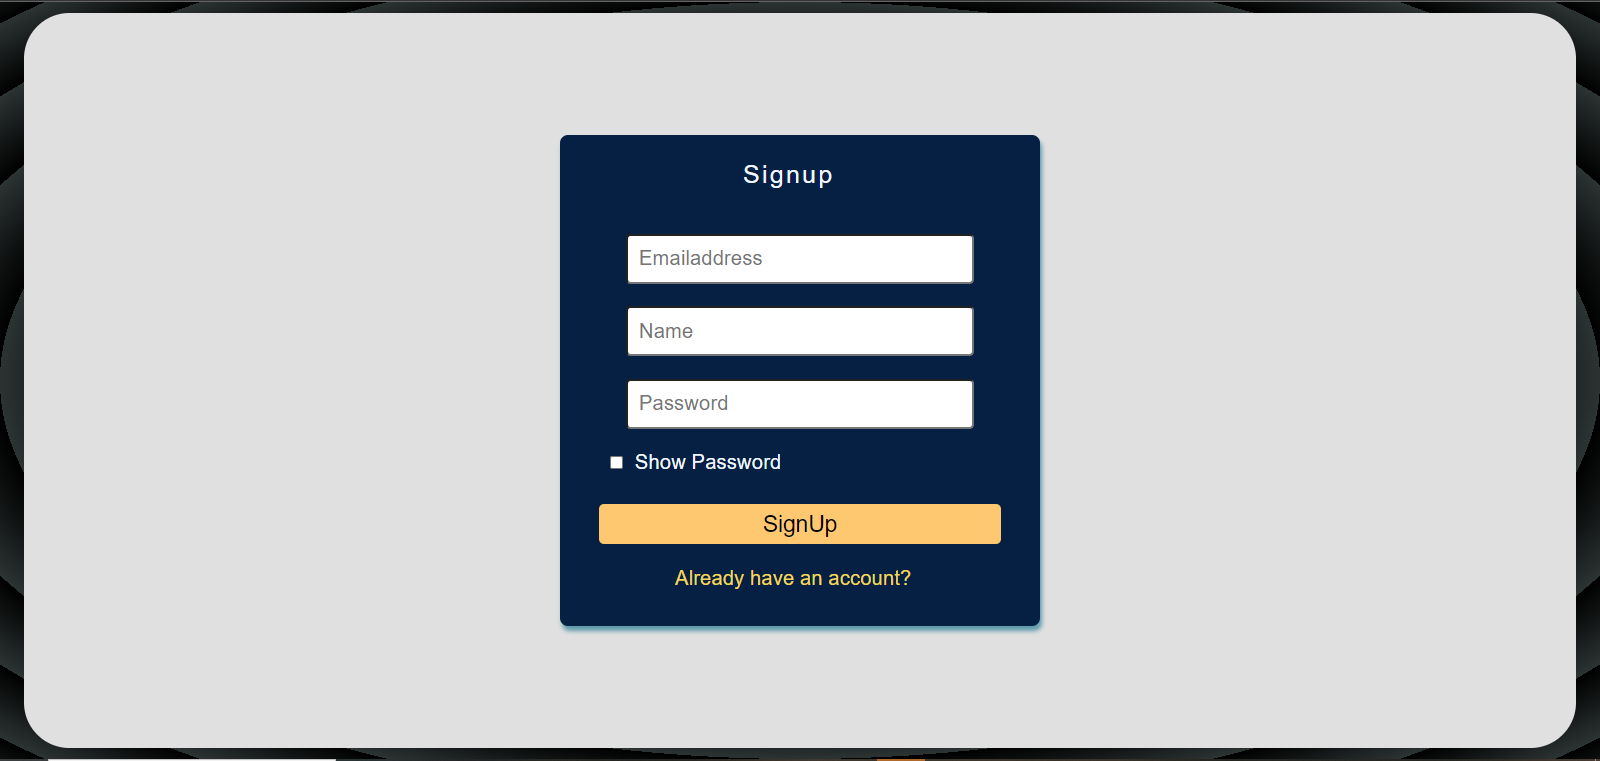 Signup
Emailaddress
Name
Password
Show Password
SignUp
Already have an account?